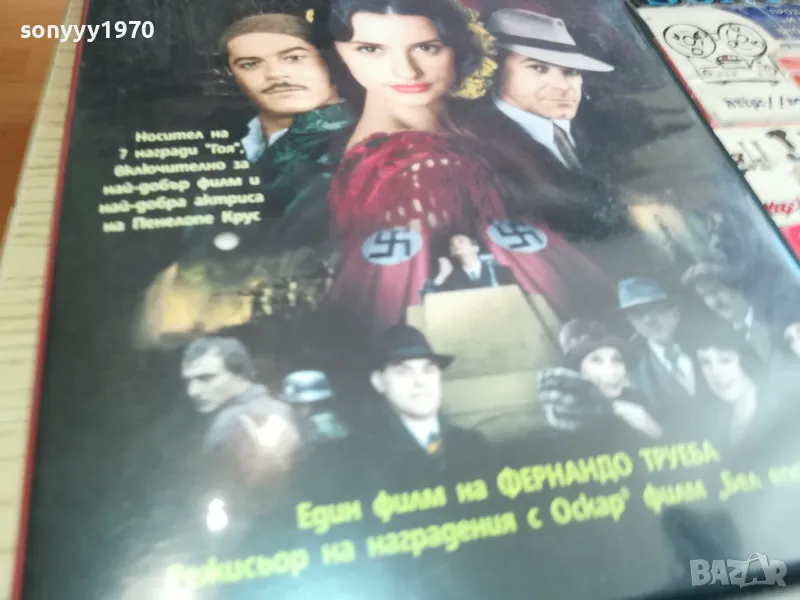 sonyyy1970
Носител на
7 награди "Гоя",
включително за
най-добър филм и
най-добра актриса
на Пенелопе Крус
Един филм на ФЕРНАНДО ТРУЕБА
Режисьор на наградения с Оскар® филм „Бел
BAZAR